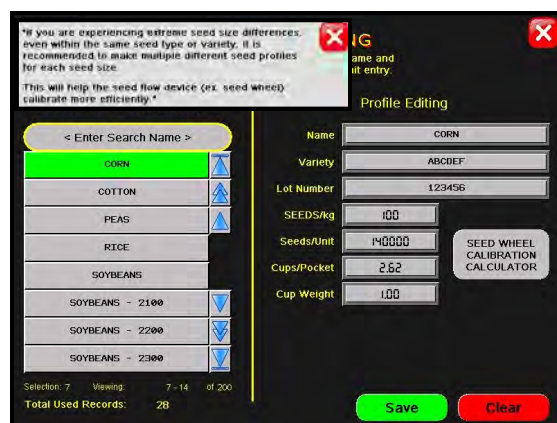 "If you are experiencing extreme seed size differences,
even within the same seed type or variety, it is
recommended to make multiple different seed profiles
for each seed size.
This will help the seed flow device (ex. seed wheel)
calibrate more efficiently."
NG
ame and
nit entry.
Profile Editing
< Enter Search Name >
CORN
COTTON
PEAS
RICE
SOYBEANS
SOYBEANS - 2100
SOYBEANS - 2200
SOYBEANS - 2300
Selection: 7 Viewing: 7 - 14 of 200
Total Used Records: 28
Name CORN
Variety ABCDEF
Lot Number 123456
SEEDS/kg 100
Seeds/Unit 140000
Cups/Pocket 2.62
Cup Weight 1.00
SEED WHEEL
CALIBRATION
CALCULATOR
Save
Clear